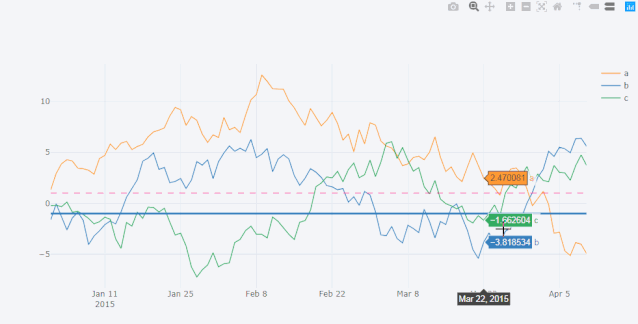 a
b
c
10
5
0
−5
2.470081 a
−1.662604 c
−3.818534 b
Jan 11
2015
Jan 25
Feb 8
Feb 22
Mar 8
Mar 22, 2015
Apr 5